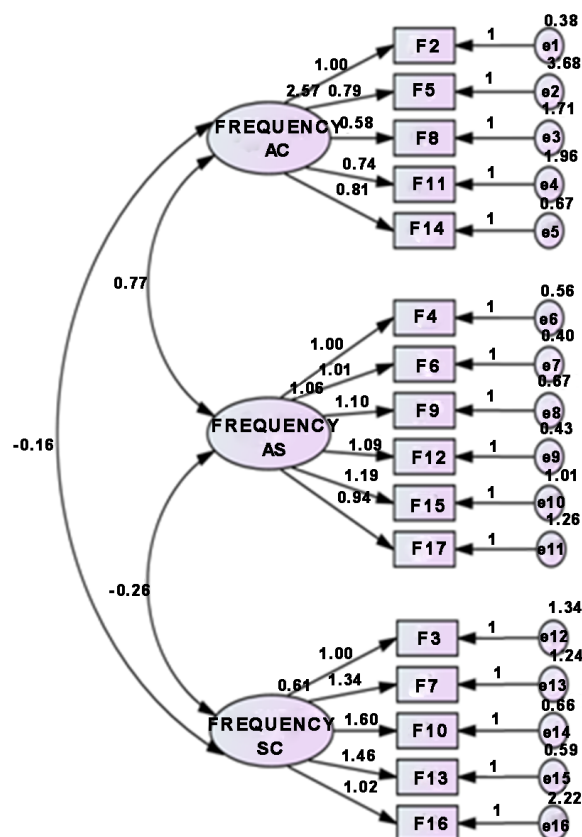 0.38
F2 1 e1
1.00
3.68
2.57 0.79 F5 1 e2
1.71
FREQUENCY AC
0.58 F8 1 e3
1.96
0.74 F11 1 e4
0.67
0.81 F14 1 e5
0.77
0.56
F4 1 e6
1.00
0.40
1.01 F6 1 e7
1.06
0.67
1.10 F9 1 e8
FREQUENCY AS
0.43
1.09 F12 1 e9
1.01
1.19 F15 1 e10
1.26
0.94 F17 1 e11
-0.16
-0.26
1.34
F3 1 e12
1.00
1.24
0.61 1.34 F7 1 e13
0.66
FREQUENCY SC
1.60 F10 1 e14
0.59
1.46 F13 1 e15
2.22
1.02 F16 1 e16